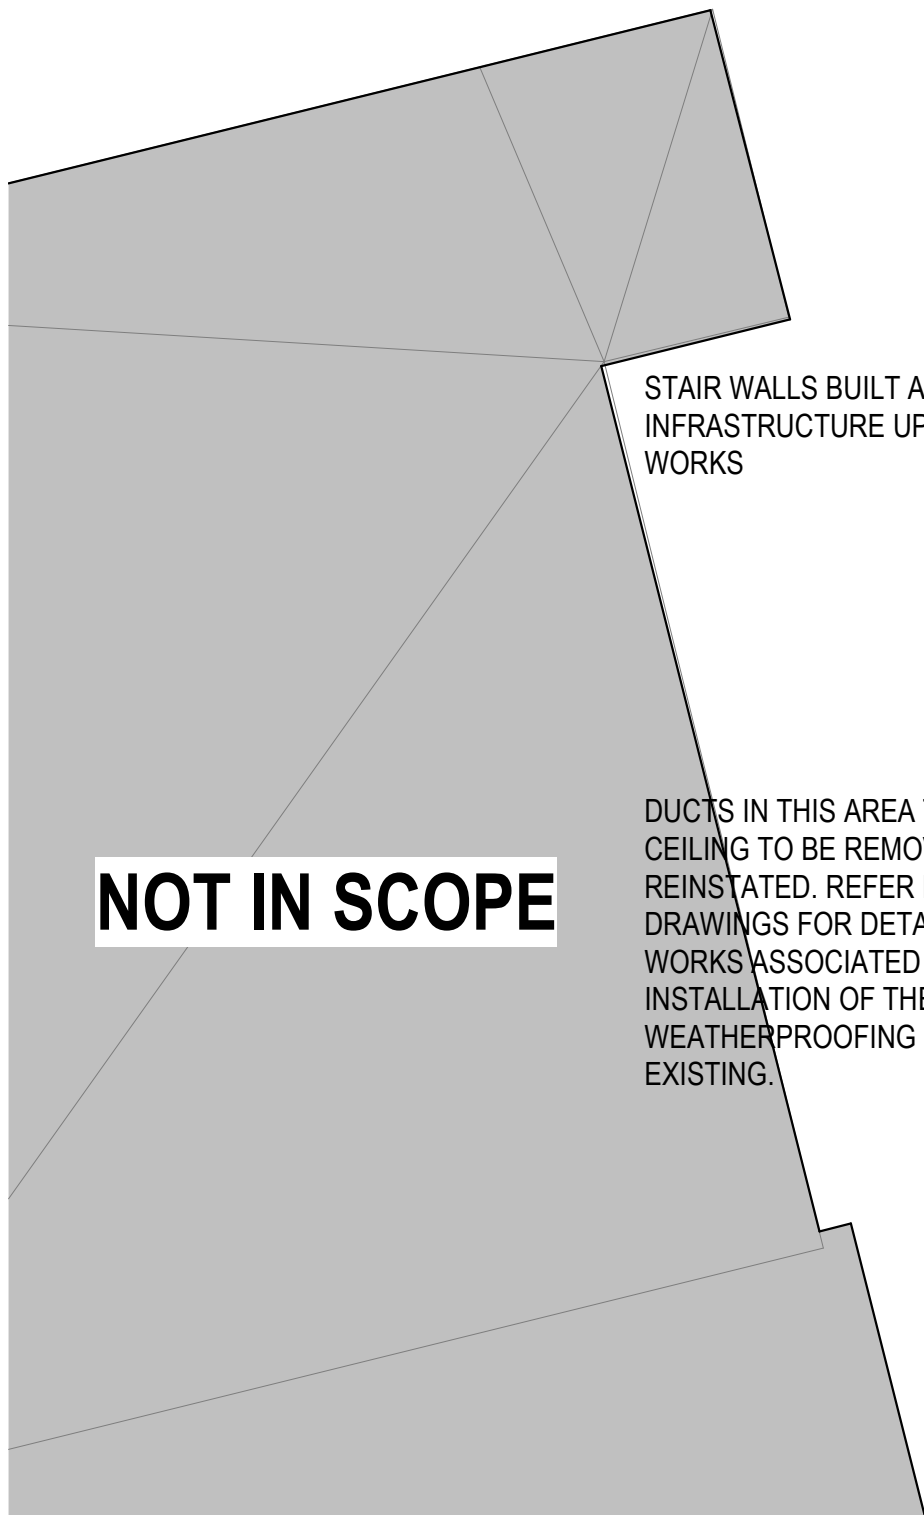 STAIR WALLS BUILT A
INFRASTRUCTURE UP
WORKS
NOT IN SCOPE
DUCTS IN THIS AREA
CEILING TO BE REMO
REINSTATED. REFER
DRAWINGS FOR DETA
WORKS ASSOCIATED
INSTALLATION OF THE
WEATHERPROOFING
EXISTING.